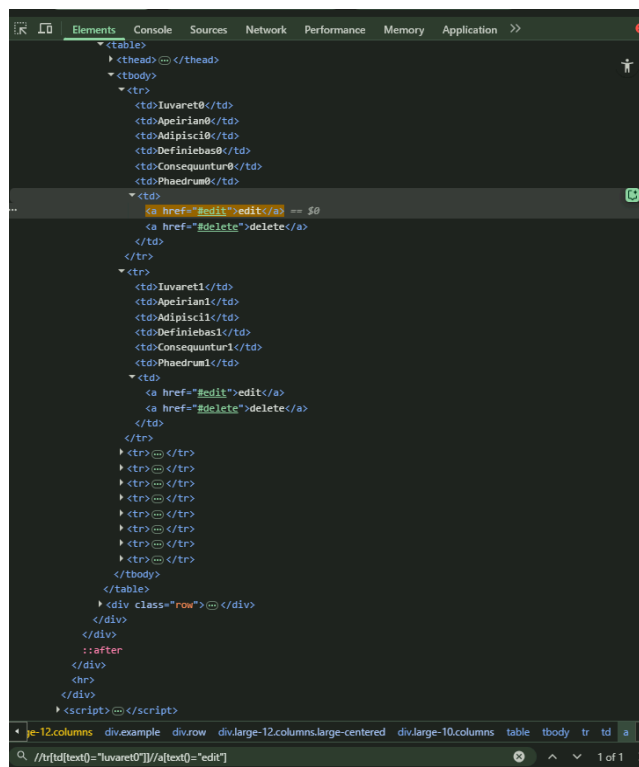 Elements Console Sources Network Performance Memory Application
<table>
<thead> … </thead>
<tbody>
<tr>
<td>Iuvaret0</td>
<td>Apeirian0</td>
<td>Adipisci0</td>
<td>Definiebas0</td>
<td>Consequuntur0</td>
<td>Phaedrum0</td>
<td>
<a href="#edit">edit</a> == $0
<a href="#delete">delete</a>
</td>
</tr>
<tr>
<td>Iuvaret1</td>
<td>Apeirian1</td>
<td>Adipisci1</td>
<td>Definiebas1</td>
<td>Consequuntur1</td>
<td>Phaedrum1</td>
<td>
<a href="#edit">edit</a>
<a href="#delete">delete</a>
</td>
</tr>
<tr> … </tr>
<tr> … </tr>
<tr> … </tr>
<tr> … </tr>
<tr> … </tr>
<tr> … </tr>
<tr> … </tr>
<tr> … </tr>
</tbody>
</table>
<div class="row"> … </div>
</div>
</div>
::after
</div>
<hr>
</div>
<script> … </script>
ge-12.columns div.example div.row div.large-12.columns.large-centered div.large-10.columns table tbody tr td a
//tr[td[text()="Iuvaret0"]]//a[text()="edit"] 1 of 1